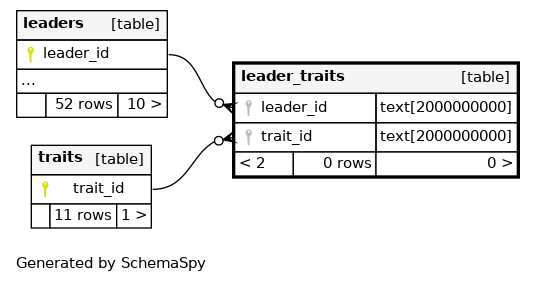 leaders [table]
leader_id
...
52 rows 10 >
traits [table]
trait_id
11 rows 1 >
leader_traits [table]
leader_id text[2000000000]
trait_id text[2000000000]
< 2 0 rows 0 >
Generated by SchemaSpy